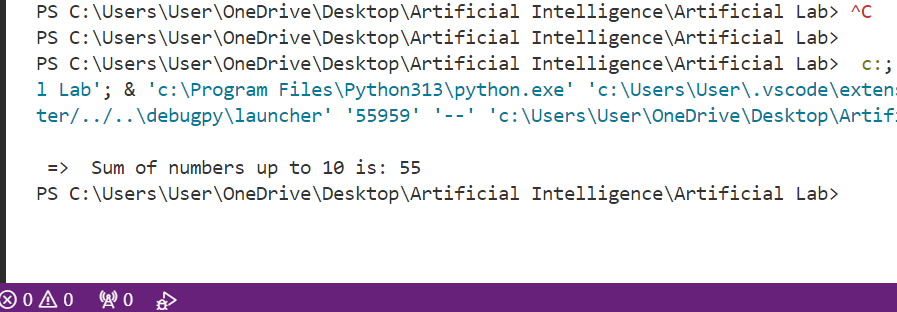 PS C:\Users\User\OneDrive\Desktop\Artificial Intelligence\Artificial Lab> ^C
PS C:\Users\User\OneDrive\Desktop\Artificial Intelligence\Artificial Lab>
PS C:\Users\User\OneDrive\Desktop\Artificial Intelligence\Artificial Lab>  c:;
l Lab'; & 'c:\Program Files\Python313\python.exe' 'c:\Users\User\.vscode\exten
ter/../..\debugpy\launcher' '55959' '--' 'c:\Users\User\OneDrive\Desktop\Artif
=>  Sum of numbers up to 10 is: 55
PS C:\Users\User\OneDrive\Desktop\Artificial Intelligence\Artificial Lab>
0 0 0